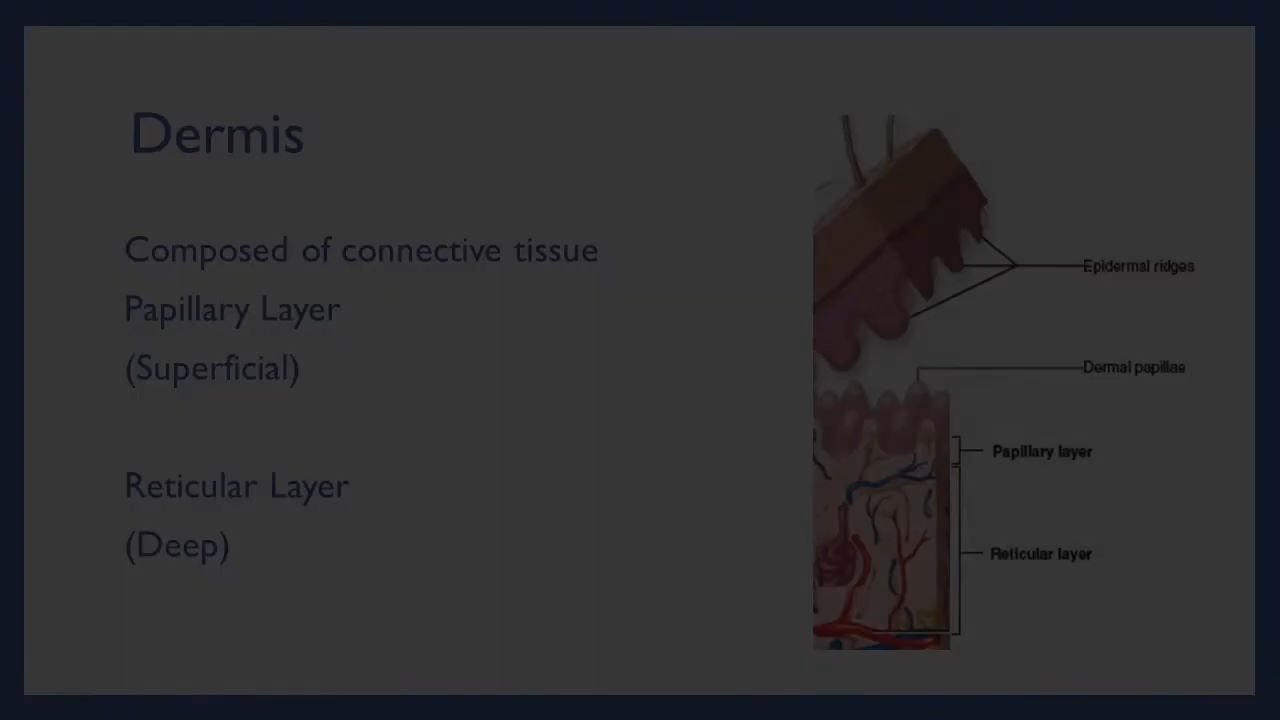 Dermis
Composed of connective tissue
Papillary Layer
(Superficial)
Reticular Layer
(Deep)
Epidermal ridges
Dermal papillae
Papillary layer
Reticular layer